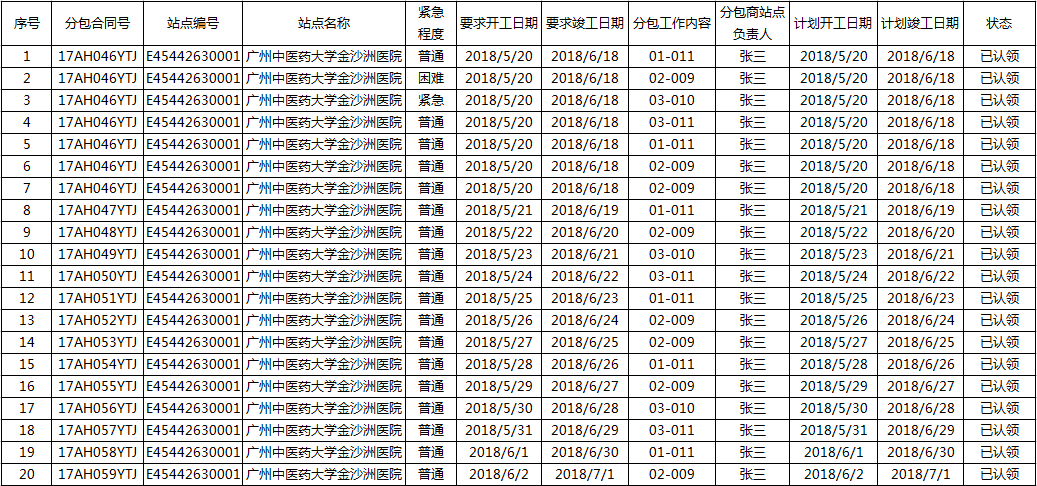 序号 分包合同号 站点编号 站点名称 紧急程度 要求开工日期 要求竣工日期 分包工作内容 分包商站点负责人 计划开工日期 计划竣工日期 状态
1 17AH046YTJ E45442630001 广州中医药大学金沙洲医院 普通 2018/5/20 2018/6/18 01-011 张三 2018/5/20 2018/6/18 已认领
2 17AH046YTJ E45442630001 广州中医药大学金沙洲医院 困难 2018/5/20 2018/6/18 02-009 张三 2018/5/20 2018/6/18 已认领
3 17AH046YTJ E45442630001 广州中医药大学金沙洲医院 紧急 2018/5/20 2018/6/18 03-010 张三 2018/5/20 2018/6/18 已认领
4 17AH046YTJ E45442630001 广州中医药大学金沙洲医院 普通 2018/5/20 2018/6/18 03-011 张三 2018/5/20 2018/6/18 已认领
5 17AH046YTJ E45442630001 广州中医药大学金沙洲医院 普通 2018/5/20 2018/6/18 01-011 张三 2018/5/20 2018/6/18 已认领
6 17AH046YTJ E45442630001 广州中医药大学金沙洲医院 普通 2018/5/20 2018/6/18 02-009 张三 2018/5/20 2018/6/18 已认领
7 17AH046YTJ E45442630001 广州中医药大学金沙洲医院 普通 2018/5/20 2018/6/18 02-009 张三 2018/5/20 2018/6/18 已认领
8 17AH047YTJ E45442630001 广州中医药大学金沙洲医院 普通 2018/5/21 2018/6/19 01-011 张三 2018/5/21 2018/6/19 已认领
9 17AH048YTJ E45442630001 广州中医药大学金沙洲医院 普通 2018/5/22 2018/6/20 02-009 张三 2018/5/22 2018/6/20 已认领
10 17AH049YTJ E45442630001 广州中医药大学金沙洲医院 普通 2018/5/23 2018/6/21 03-010 张三 2018/5/23 2018/6/21 已认领
11 17AH050YTJ E45442630001 广州中医药大学金沙洲医院 普通 2018/5/24 2018/6/22 03-011 张三 2018/5/24 2018/6/22 已认领
12 17AH051YTJ E45442630001 广州中医药大学金沙洲医院 普通 2018/5/25 2018/6/23 01-011 张三 2018/5/25 2018/6/23 已认领
13 17AH052YTJ E45442630001 广州中医药大学金沙洲医院 普通 2018/5/26 2018/6/24 02-009 张三 2018/5/26 2018/6/24 已认领
14 17AH053YTJ E45442630001 广州中医药大学金沙洲医院 普通 2018/5/27 2018/6/25 02-009 张三 2018/5/27 2018/6/25 已认领
15 17AH054YTJ E45442630001 广州中医药大学金沙洲医院 普通 2018/5/28 2018/6/26 01-011 张三 2018/5/28 2018/6/26 已认领
16 17AH055YTJ E45442630001 广州中医药大学金沙洲医院 普通 2018/5/29 2018/6/27 02-009 张三 2018/5/29 2018/6/27 已认领
17 17AH056YTJ E45442630001 广州中医药大学金沙洲医院 普通 2018/5/30 2018/6/28 03-010 张三 2018/5/30 2018/6/28 已认领
18 17AH057YTJ E45442630001 广州中医药大学金沙洲医院 普通 2018/5/31 2018/6/29 03-011 张三 2018/5/31 2018/6/29 已认领
19 17AH058YTJ E45442630001 广州中医药大学金沙洲医院 普通 2018/6/1 2018/6/30 01-011 张三 2018/6/1 2018/6/30 已认领
20 17AH059YTJ E45442630001 广州中医药大学金沙洲医院 普通 2018/6/2 2018/7/1 02-009 张三 2018/6/2 2018/7/1 已认领